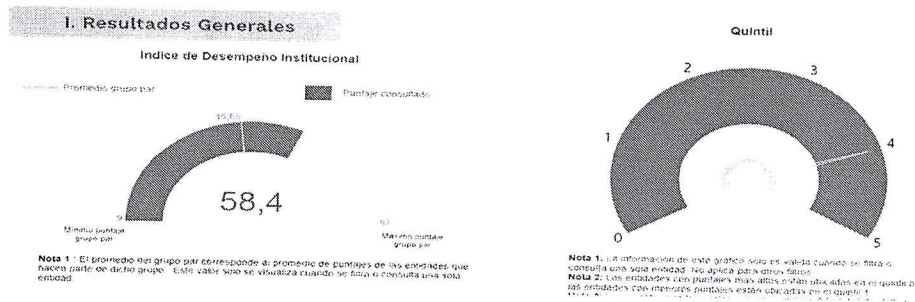 I. Resultados Generales
Indice de Desempeño Institucional
Promedio grupo par
Puntaje consultado
58,4
Minimo puntaje
grupo par
Maximo puntaje
grupo par
Nota 1 : El promedio del grupo par corresponde al promedio de puntajes de las entidades que
hacen parte de dicho grupo. Este valor solo se visualiza cuando se filtra o consulta una sola
entidad.
Quintil
0
1
2
3
4
5
Nota 1. La información de este gráfico solo es valida cuando se filtra o
consulta una sola entidad. No aplica para otros filtros
Nota 2: Las entidades con puntajes mas altos están ubicadas en el quintil 5
las entidades con menores puntajes están ubicadas en el quintil 1